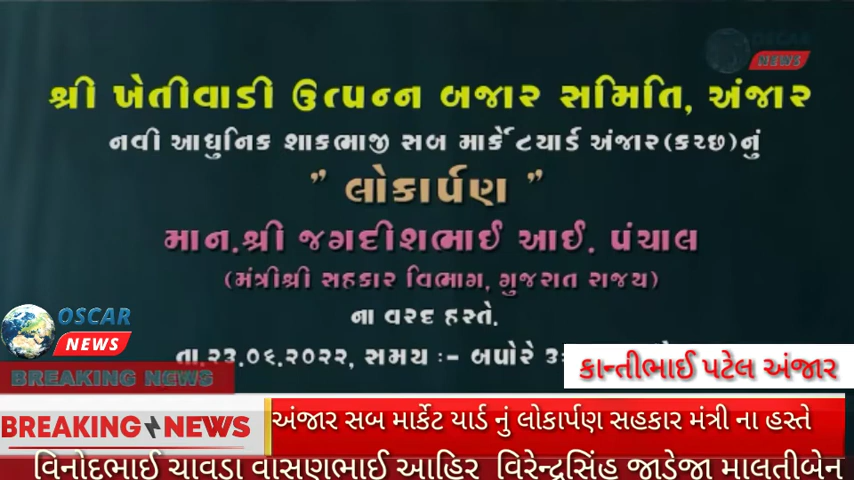 OSCAR
NEWS
શ્રી ખેતીવાડી ઉત્પન્ન બજાર સમિતિ, અંજાર
નવી આધુનિક શાકભાજી સબ માર્કેટયાર્ડ અંજાર(કચ્છ)નું
" લોકાર્પણ "
માન.શ્રી જગદીશભાઈ આઈ. પંચાલ
(મંત્રીશ્રી સહકાર વિભાગ, ગુજરાત રાજ્ય)
ના વરદ હસ્તે.
OSCAR
NEWS
તા.૨૩.૦૬.૨૦૨૨, સમય :- બપોરે
કાન્તીભાઈ પટેલ અંજાર
BREAKING NEWS
BREAKING NEWS
અંજાર સબ માર્કેટ યાર્ડ નું લોકાર્પણ સહકાર મંત્રી ના હસ્તે
વિનોદભાઈ ચાવડા વાસણભાઈ આહિર વિરેન્દ્રસિંહ જાડેજા માલતીબેન